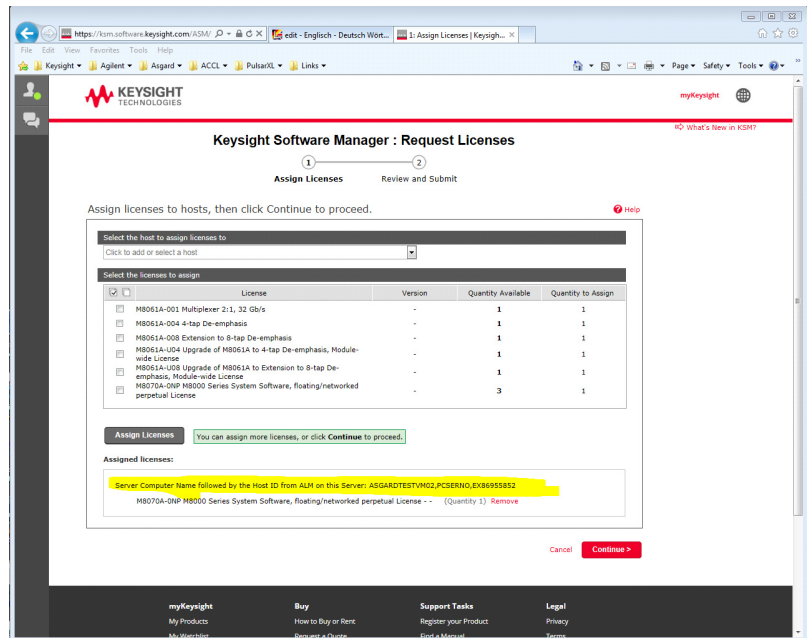 https://ksm.software.keysight.com/ASM/
edit - Englisch - Deutsch Wört...
1: Assign Licenses | Keysigh...
File Edit View Favorites Tools Help
Keysight Agilent Asgard ACCL PulsarXL Links
Page Safety Tools
KEYSIGHT
TECHNOLOGIES
myKeysight
What's New in KSM?
Keysight Software Manager : Request Licenses
1 2
Assign Licenses Review and Submit
Assign licenses to hosts, then click Continue to proceed.
Help
Select the host to assign licenses to
Click to add or select a host
Select the licenses to assign
License Version Quantity Available Quantity to Assign
M8061A-001 Multiplexer 2:1, 32 Gb/s - 1 1
M8061A-004 4-tap De-emphasis - 1 1
M8061A-008 Extension to 8-tap De-emphasis - 1 1
M8061A-U04 Upgrade of M8061A to 4-tap De-emphasis, Module-
wide License - 1 1
M8061A-U08 Upgrade of M8061A to Extension to 8-tap De-
emphasis, Module-wide License - 1 1
M8070A-0NP M8000 Series System Software, floating/networked
perpetual License - 3 1
Assign Licenses
You can assign more licenses, or click Continue to proceed.
Assigned licenses:
Server Computer Name followed by the Host ID from ALM on this Server: ASGARDTESTVM02,PCSERNO,EX86955852
M8070A-0NP M8000 Series System Software, floating/networked perpetual License - - (Quantity 1) Remove
Cancel Continue >
myKeysight Buy Support Tasks Legal
My Products How to Buy or Rent Register your Product Privacy
My Watchlist Request a Quote Find a Manual Terms